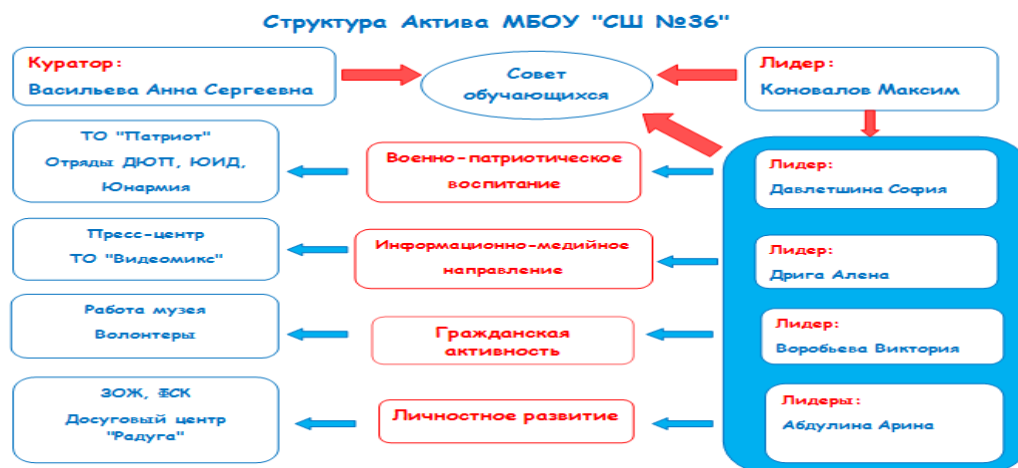 Структура Актива МБОУ "СШ №36"
Куратор:
Васильева Анна Сергеевна
Совет
обучающихся
Лидер:
Коновалов Максим
ТО "Патриот"
Отряды ДЮП, ЮИД,
Юнармия
Военно-патриотическое
воспитание
Лидер:
Давлетшина София
Пресс-центр
ТО "Видеомикс"
Информационно-медийное
направление
Лидер:
Дрига Алена
Работа музея
Волонтеры
Гражданская
активность
Лидер:
Воробьева Виктория
ЗОЖ, ФСК
Досуговый центр
"Радуга"
Личностное развитие
Лидеры:
Абдулина Арина